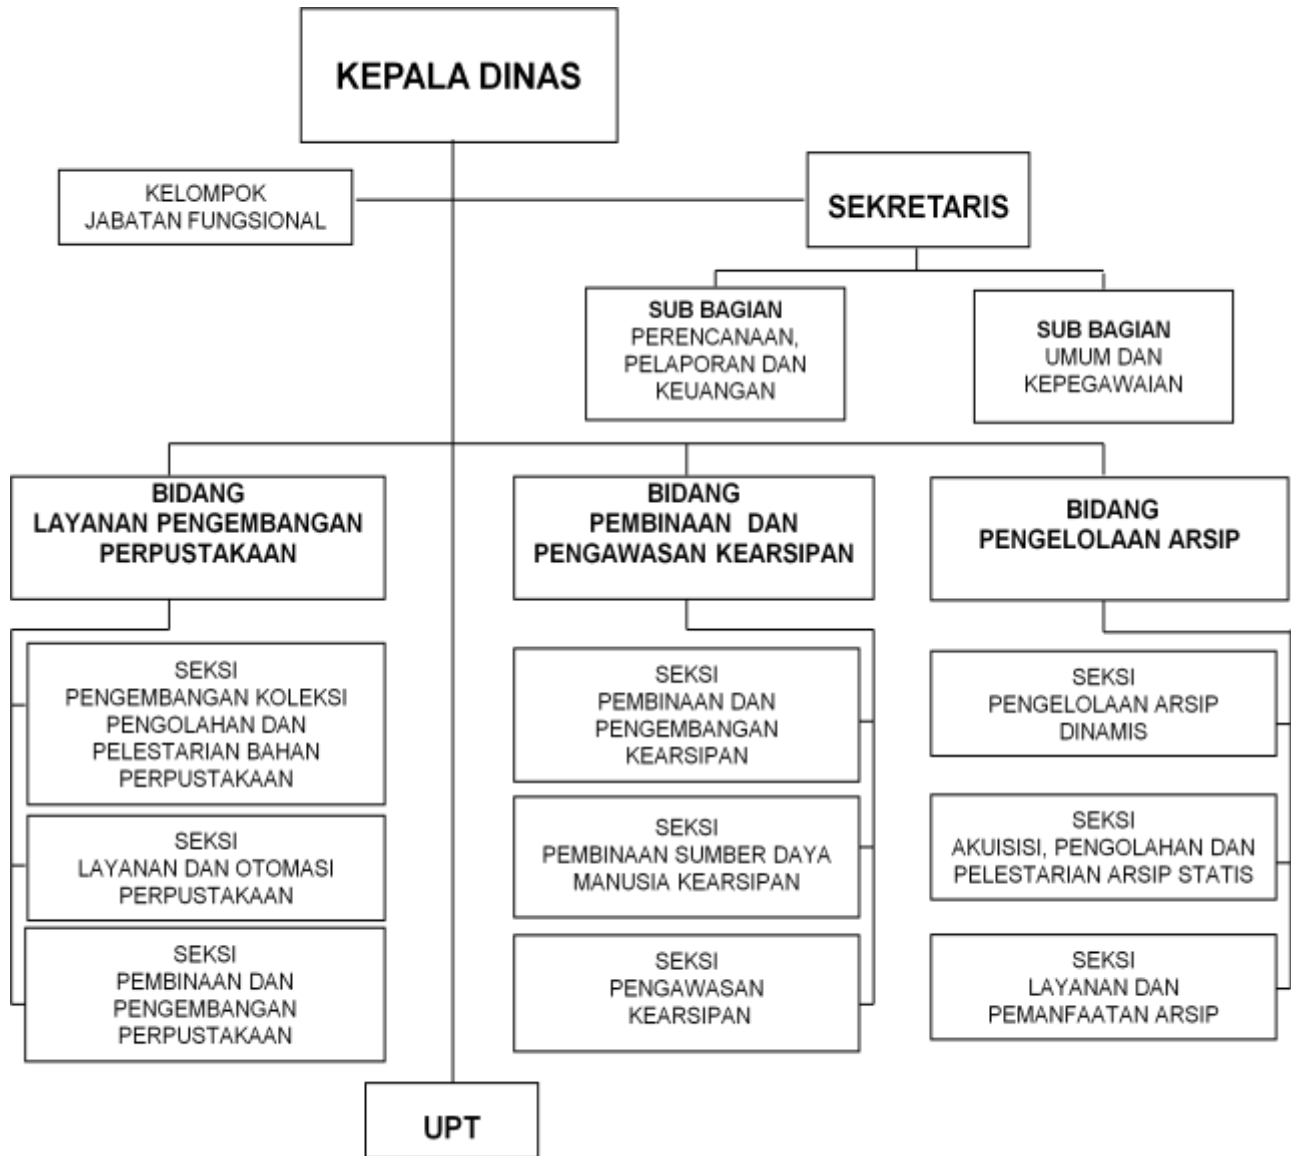 KEPALA DINAS
KELOMPOK
JABATAN FUNGSIONAL
SEKRETARIS
SUB BAGIAN
PERENCANAAN,
PELAPORAN DAN
KEUANGAN
SUB BAGIAN
UMUM DAN
KEPEGAWAIAN
BIDANG
LAYANAN PENGEMBANGAN
PERPUSTAKAAN
BIDANG
PEMBINAAN DAN
PENGAWASAN KEARSIPAN
BIDANG
PENGELOLAAN ARSIP
SEKSI
PENGEMBANGAN KOLEKSI
PENGOLAHAN DAN
PELESTARIAN BAHAN
PERPUSTAKAAN
SEKSI
LAYANAN DAN OTOMASI
PERPUSTAKAAN
SEKSI
PEMBINAAN DAN
PENGEMBANGAN
PERPUSTAKAAN
SEKSI
PEMBINAAN DAN
PENGEMBANGAN
KEARSIPAN
SEKSI
PEMBINAAN SUMBER DAYA
MANUSIA KEARSIPAN
SEKSI
PENGAWASAN
KEARSIPAN
SEKSI
PENGELOLAAN ARSIP
DINAMIS
SEKSI
AKUISISI, PENGOLAHAN DAN
PELESTARIAN ARSIP STATIS
SEKSI
LAYANAN DAN
PEMANFAATAN ARSIP
UPT